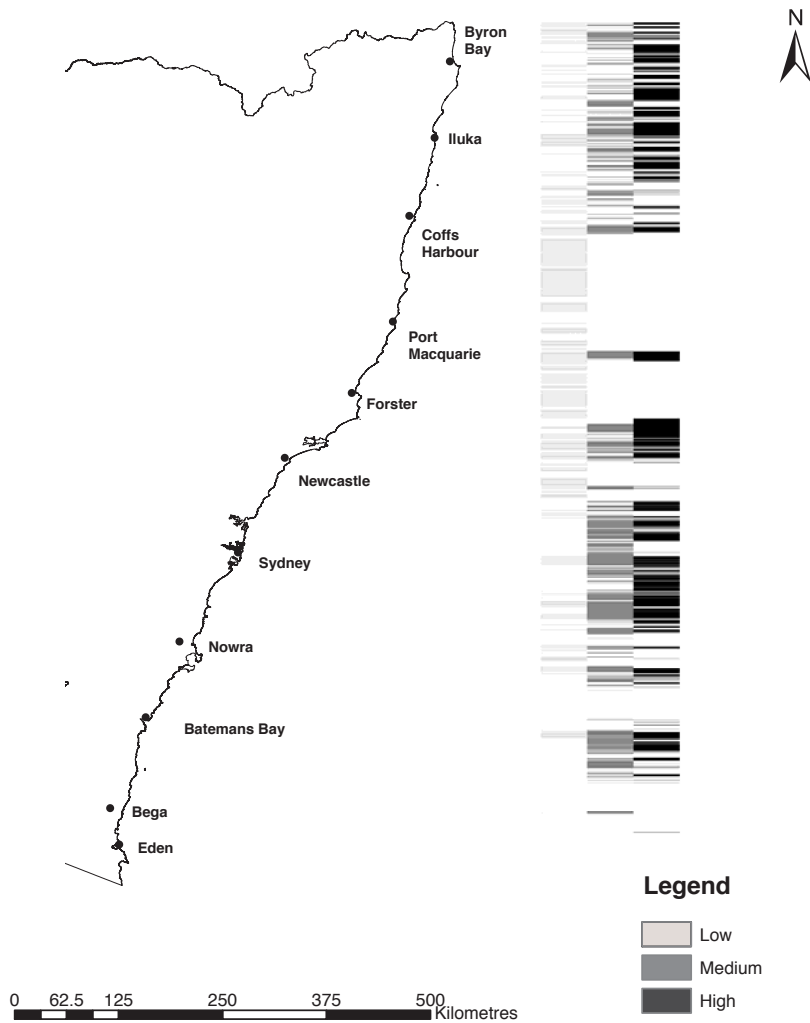 N
Byron
Bay
Iluka
Coffs
Harbour
Port
Macquarie
Forster
Newcastle
Sydney
Nowra
Batemans Bay
Bega
Eden
Legend
Low
Medium
High
0 62.5 125 250 375 500
Kilometres